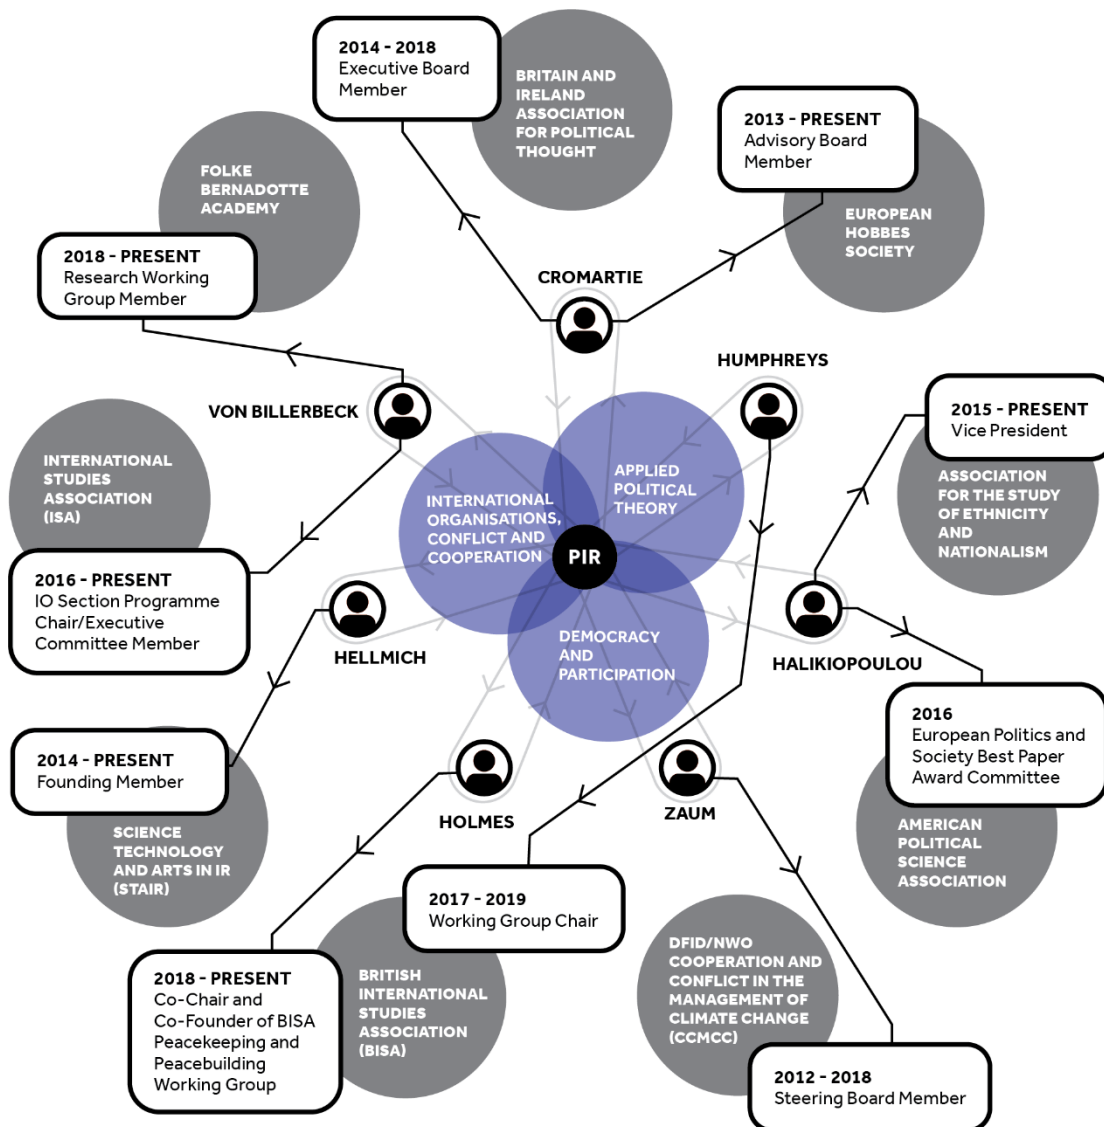 2014 - 2018
Executive Board
Member
BRITAIN AND
IRELAND
ASSOCIATION
FOR POLITICAL
THOUGHT
2013 - PRESENT
Advisory Board
Member
EUROPEAN
HOBBES
SOCIETY
FOLKE
BERNADOTTE
ACADEMY
2018 - PRESENT
Research Working
Group Member
CROMARTIE
HUMPHREYS
VON BILLERBECK
2015 - PRESENT
Vice President
ASSOCIATION
FOR THE STUDY
OF ETHNICITY
AND
NATIONALISM
INTERNATIONAL
STUDIES
ASSOCIATION
(ISA)
2016 - PRESENT
IO Section Programme
Chair/Executive
Committee Member
INTERNATIONAL
ORGANISATIONS,
CONFLICT AND
COOPERATION
APPLIED
POLITICAL
THEORY
PIR
DEMOCRACY
AND
PARTICIPATION
HELLMICH
HALIKIOPOULOU
2014 - PRESENT
Founding Member
SCIENCE
TECHNOLOGY
AND ARTS IN IR
(STAIR)
2016
European Politics and
Society Best Paper
Award Committee
AMERICAN
POLITICAL
SCIENCE
ASSOCIATION
HOLMES
ZAUM
2017 - 2019
Working Group Chair
2018 - PRESENT
Co-Chair and
Co-Founder of BISA
Peacekeeping and
Peacebuilding
Working Group
BRITISH
INTERNATIONAL
STUDIES
ASSOCIATION
(BISA)
DFID/NWO
COOPERATION AND
CONFLICT IN THE
MANAGEMENT OF
CLIMATE CHANGE
(CCMCC)
2012 - 2018
Steering Board Member